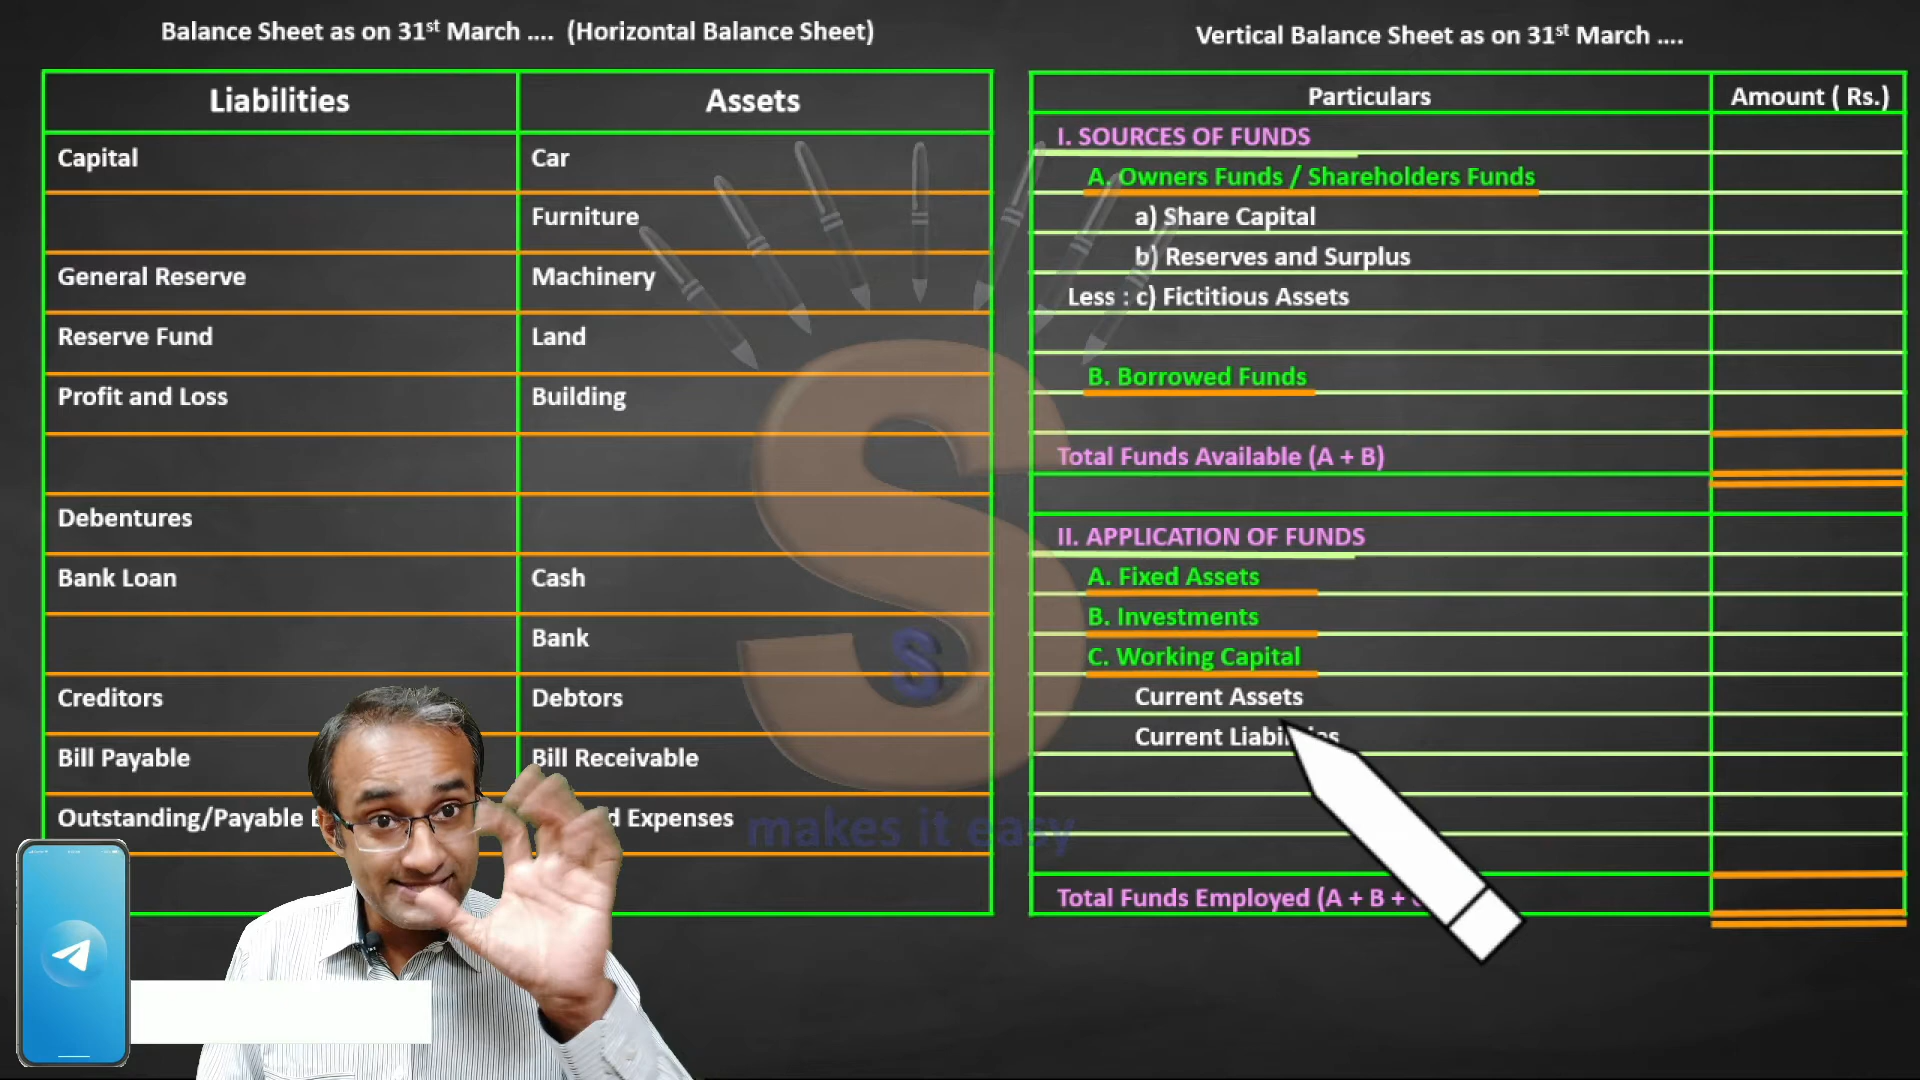 Balance Sheet as on 31st March .... (Horizontal Balance Sheet)
Liabilities Assets
Capital Car
Furniture
General Reserve Machinery
Reserve Fund Land
Profit and Loss Building
Debentures
Bank Loan Cash
Bank
Creditors Debtors
Bill Payable Bill Receivable
Outstanding/Payable Expenses
Vertical Balance Sheet as on 31st March ....
Particulars Amount ( Rs.)
I. SOURCES OF FUNDS
A. Owners Funds / Shareholders Funds
a) Share Capital
b) Reserves and Surplus
Less : c) Fictitious Assets
B. Borrowed Funds
Total Funds Available (A + B)
II. APPLICATION OF FUNDS
A. Fixed Assets
B. Investments
C. Working Capital
Current Assets
Current Liabilities
Total Funds Employed (A + B +
S
S
makes it easy